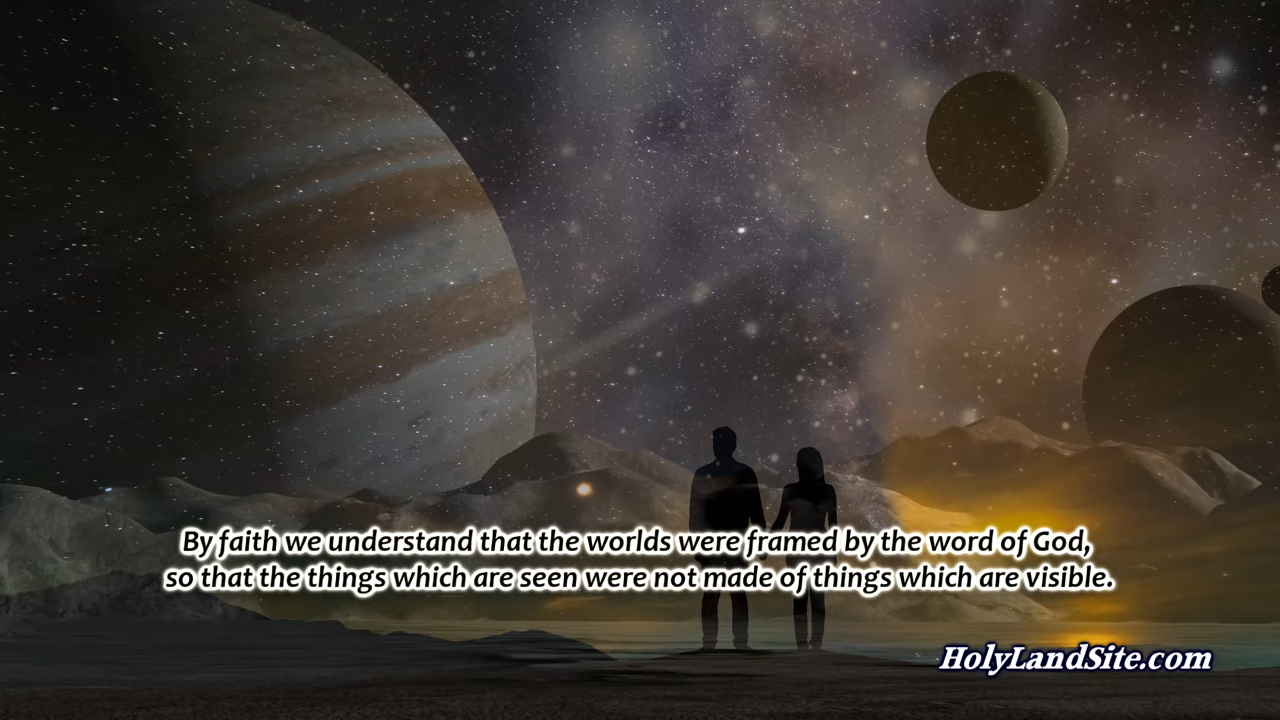 By faith we understand that the worlds were framed by the word of God,
so that the things which are seen were not made of things which are visible.
HolyLandSite.com